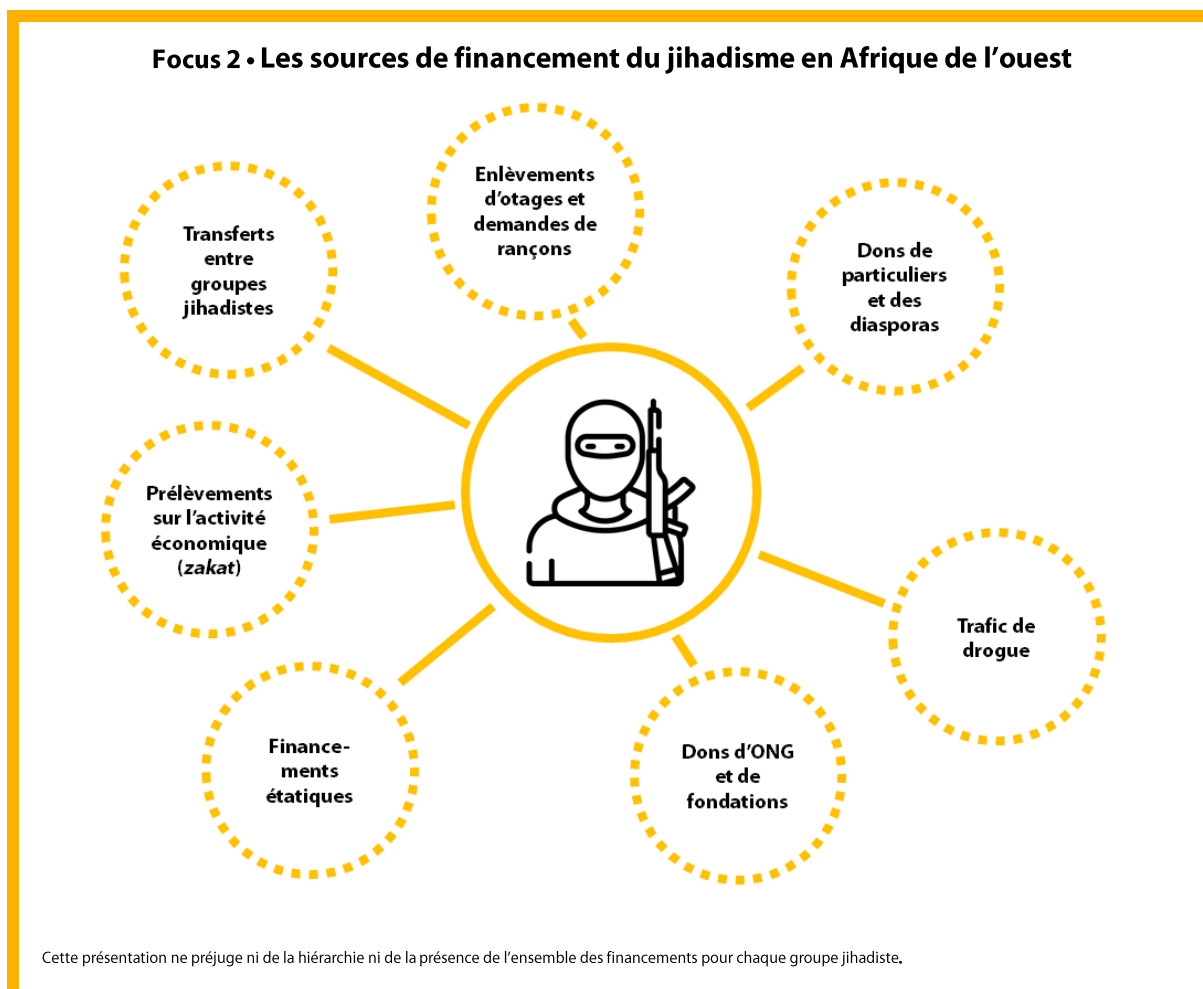 Focus 2 • Les sources de financement du jihadisme en Afrique de l’ouest
Enlèvements
d’otages et
demandes de
rançons
Transferts
entre
groupes
jihadistes
Dons de
particuliers
et des
diasporas
Prélèvements
sur l’activité
économique
(zakat)
Trafic de
drogue
Finance-
ments
étatiques
Dons d’ONG
et de
fondations
Cette présentation ne préjuge ni de la hiérarchie ni de la présence de l’ensemble des financements pour chaque groupe jihadiste.